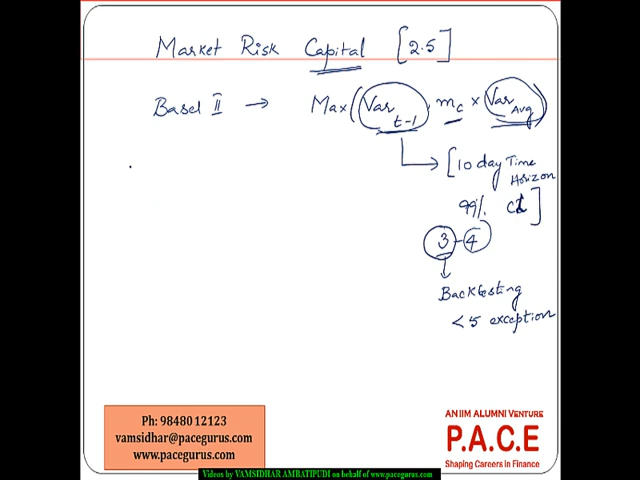 Market Risk Capital [2.5]
Basel II → Max(Var t-1, mc × Var Avg)
[10 day Time Horizon
99% CL]
3 - 4
Backtesting
< 5 exception
Ph: 98480 12123
vamsidhar@pacegurus.com
www.pacegurus.com
AN IIM ALUMNI VENTURE
P.A.C.E
Shaping Careers in Finance
Videos by VAMSIDHAR AMBATIPUDI on behalf of www.pacegurus.com